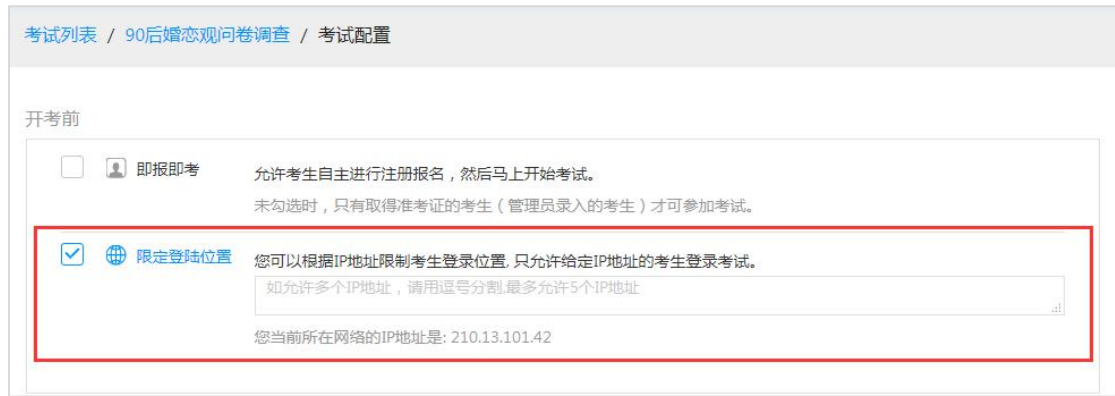 考试列表 / 90后婚恋观问卷调查 / 考试配置
开考前
即报即考 允许考生自主进行注册报名，然后马上开始考试。
未勾选时，只有取得准考证的考生（管理员录入的考生）才可参加考试。
限定登陆位置 您可以根据IP地址限制考生登录位置, 只允许给定IP地址的考生登录考试。
如允许多个IP地址，请用逗号分割,最多允许5个IP地址
您当前所在网络的IP地址是: 210.13.101.42